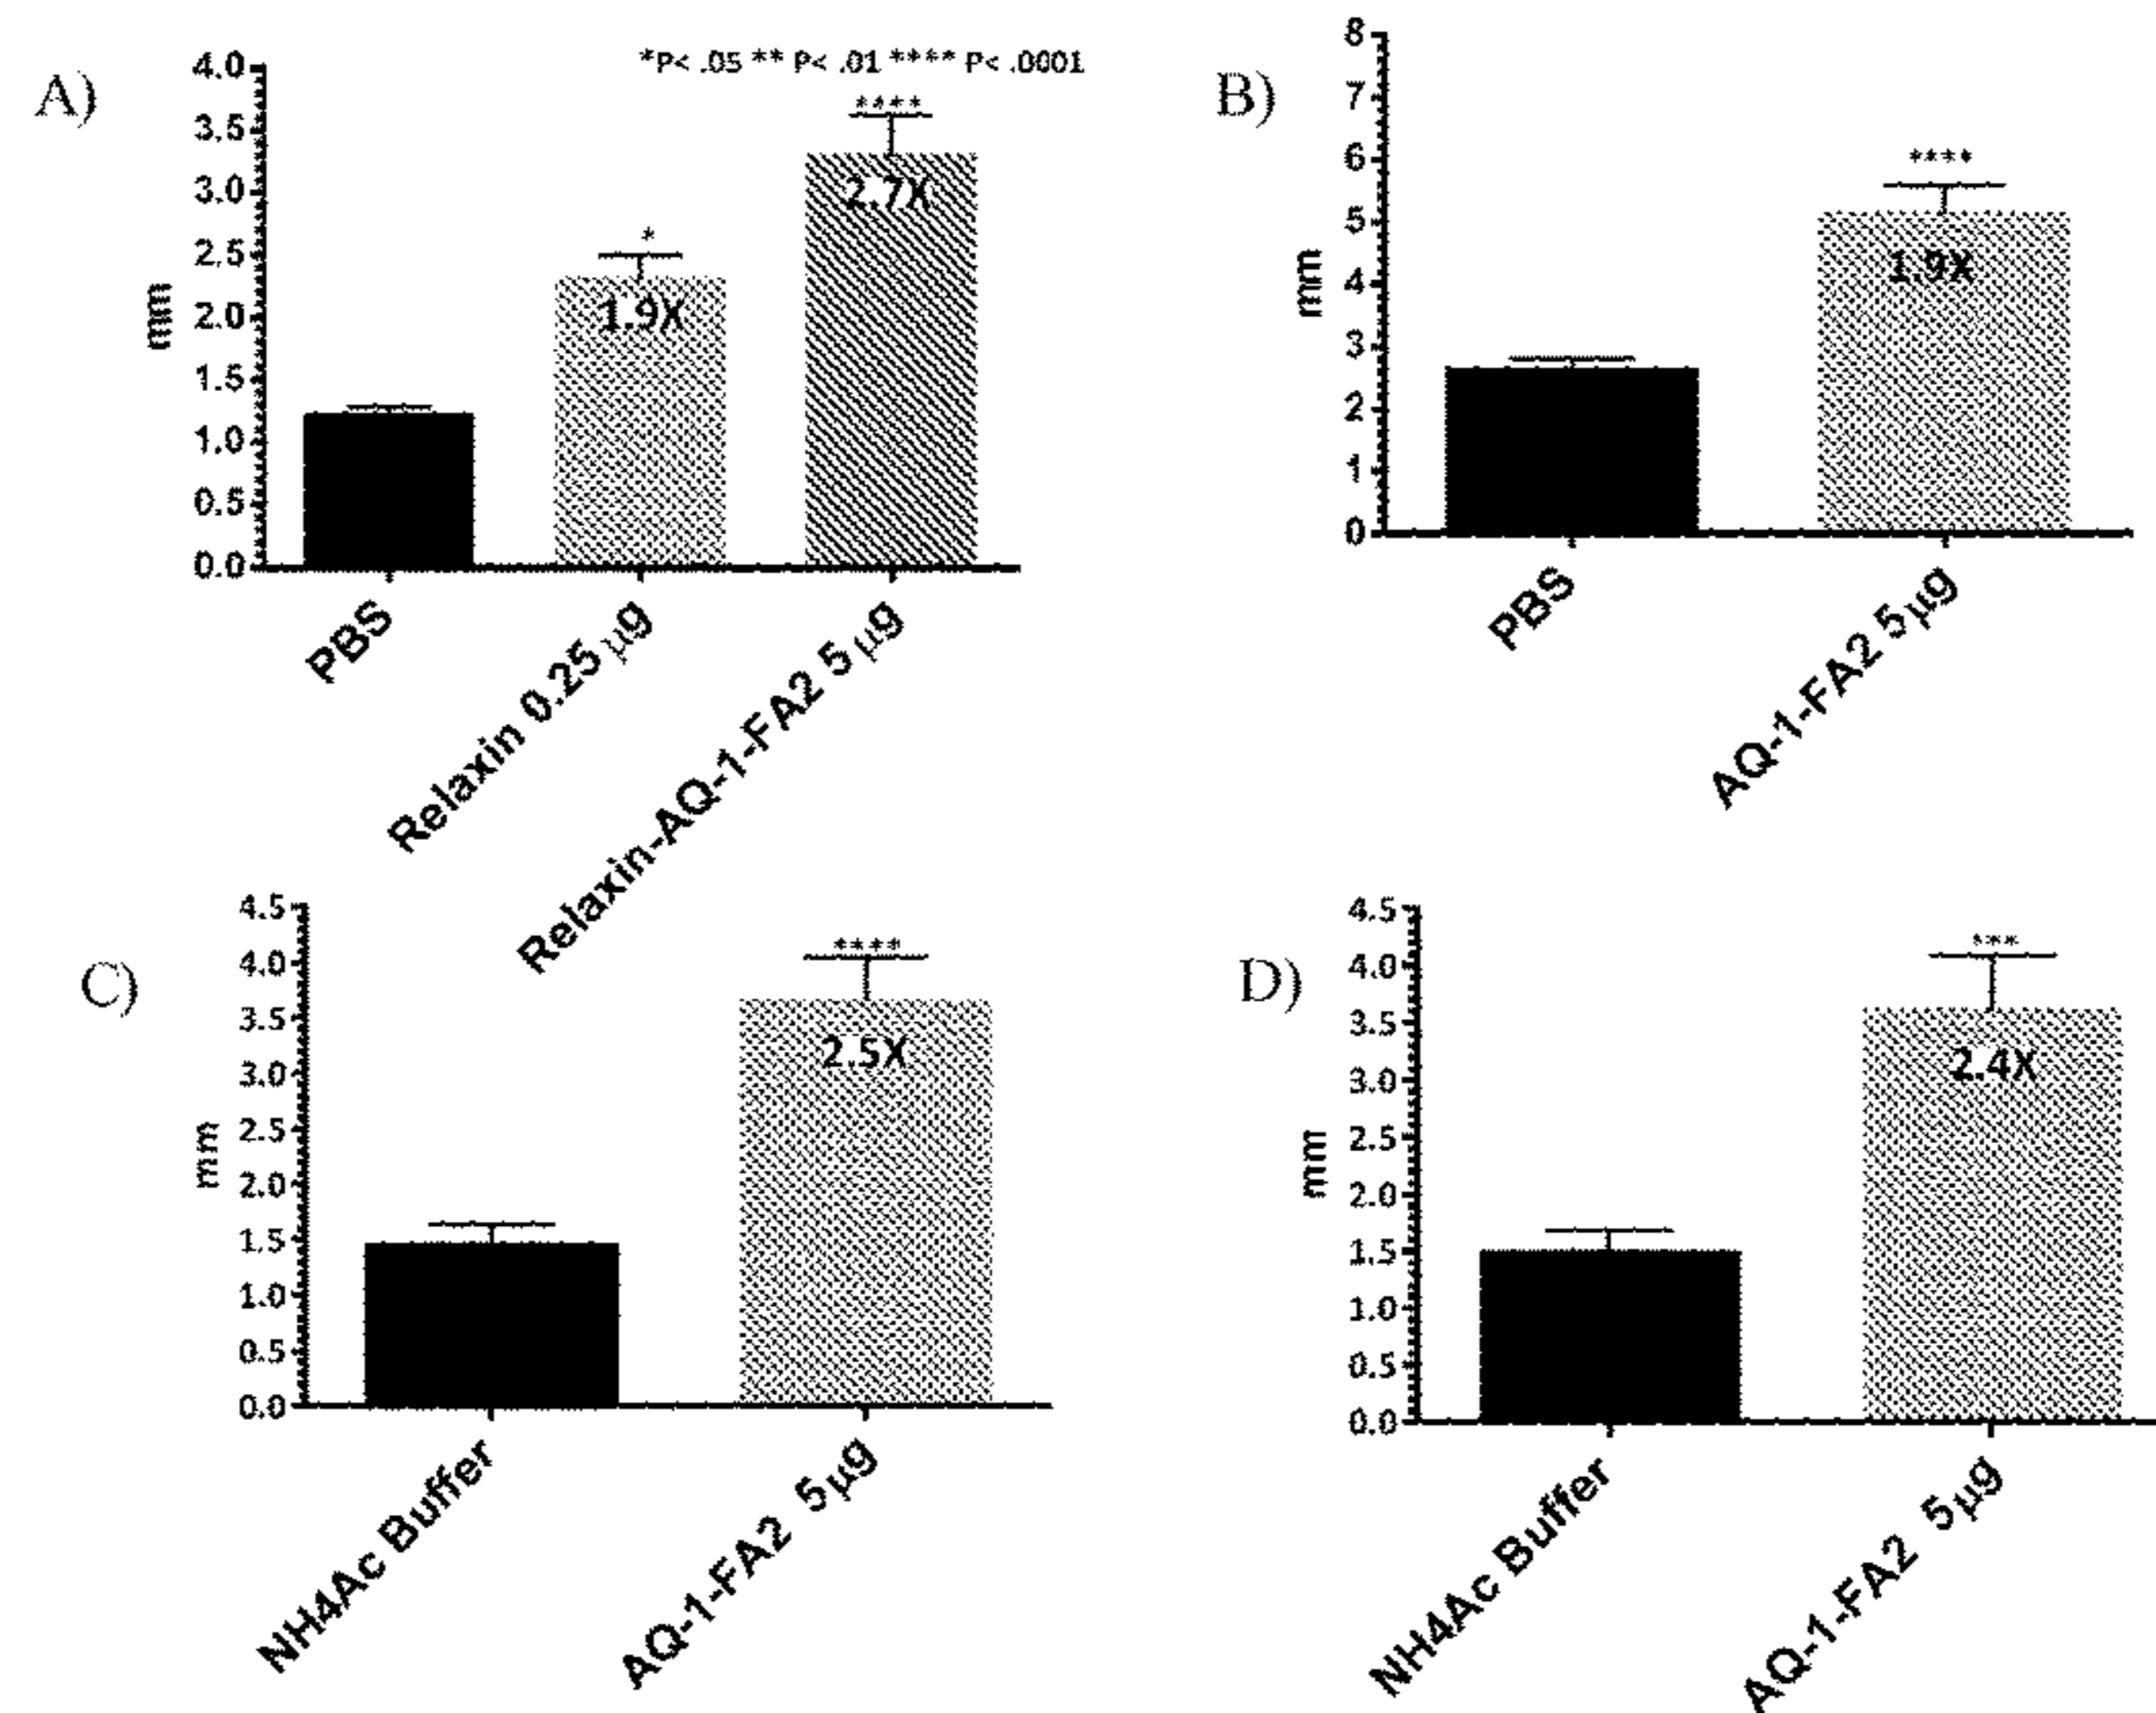 A)
*P< .05 ** P< .01 **** P< .0001
mm
4.0
3.5
3.0
2.5
2.0
1.5
1.0
0.5
0.0
*
1.9X
****
2.7X
PBS
Relaxin 0.25 µg
Relaxin-AQ-1-FA2 5 µg
B)
mm
8
7
6
5
4
3
2
1
0
****
1.9X
PBS
AQ-1-FA2 5µg
C)
mm
4.5
4.0
3.5
3.0
2.5
2.0
1.5
1.0
0.5
0.0
****
2.5X
NH4Ac Buffer
AQ-1-FA2 5µg
D)
mm
4.5
4.0
3.5
3.0
2.5
2.0
1.5
1.0
0.5
0.0
***
2.4X
NH4Ac Buffer
AQ-1-FA2 5µg